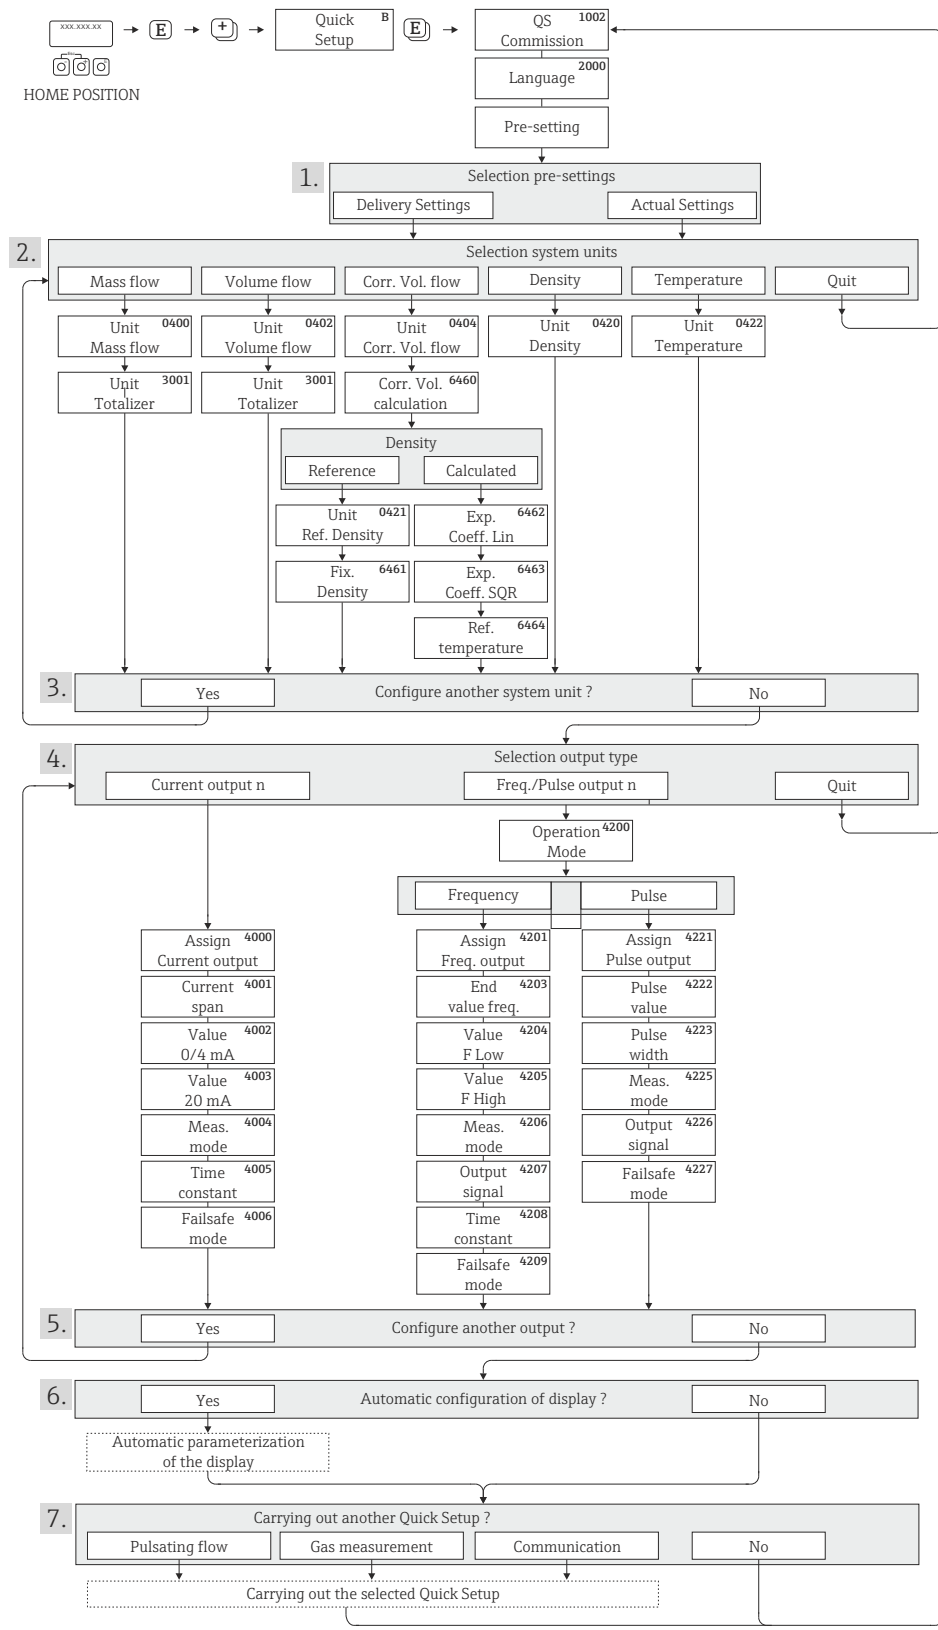 xxx.xxx.xx
E
+
Quick
Setup
B
E
QS
Commission
1002
Esc
- + E
HOME POSITION
Language
2000
Pre-setting
1.
Selection pre-settings
Delivery Settings
Actual Settings
2.
Selection system units
Mass flow
Volume flow
Corr. Vol. flow
Density
Temperature
Quit
Unit
Mass flow
0400
Unit
Volume flow
0402
Unit
Corr. Vol. flow
0404
Unit
Density
0420
Unit
Temperature
0422
Unit
Totalizer
3001
Unit
Totalizer
3001
Corr. Vol.
calculation
6460
Density
Reference
Calculated
Unit
Ref. Density
0421
Exp.
Coeff. Lin
6462
Fix.
Density
6461
Exp.
Coeff. SQR
6463
Ref.
temperature
6464
3.
Yes
Configure another system unit ?
No
4.
Selection output type
Current output n
Freq./Pulse output n
Quit
Operation
Mode
4200
Frequency
Pulse
Assign
Current output
4000
Current
span
4001
Value
0/4 mA
4002
Value
20 mA
4003
Meas.
mode
4004
Time
constant
4005
Failsafe
mode
4006
Assign
Freq. output
4201
End
value freq.
4203
Value
F Low
4204
Value
F High
4205
Meas.
mode
4206
Output
signal
4207
Time
constant
4208
Failsafe
mode
4209
Assign
Pulse output
4221
Pulse
value
4222
Pulse
width
4223
Meas.
mode
4225
Output
signal
4226
Failsafe
mode
4227
5.
Yes
Configure another output ?
No
6.
Yes
Automatic configuration of display ?
No
Automatic parameterization
of the display
7.
Carrying out another Quick Setup ?
Pulsating flow
Gas measurement
Communication
No
Carrying out the selected Quick Setup